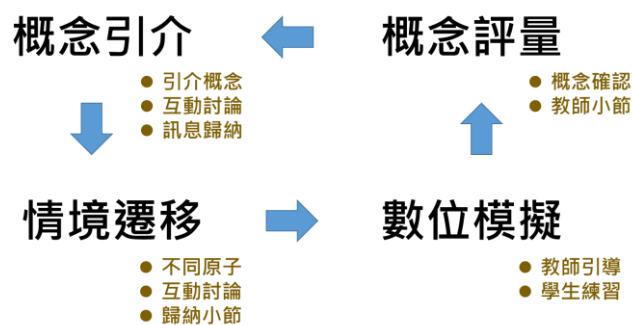 概念引介
● 引介概念
● 互動討論
● 訊息歸納
概念評量
● 概念確認
● 教師小節
情境遷移
● 不同原子
● 互動討論
● 歸納小節
數位模擬
● 教師引導
● 學生練習